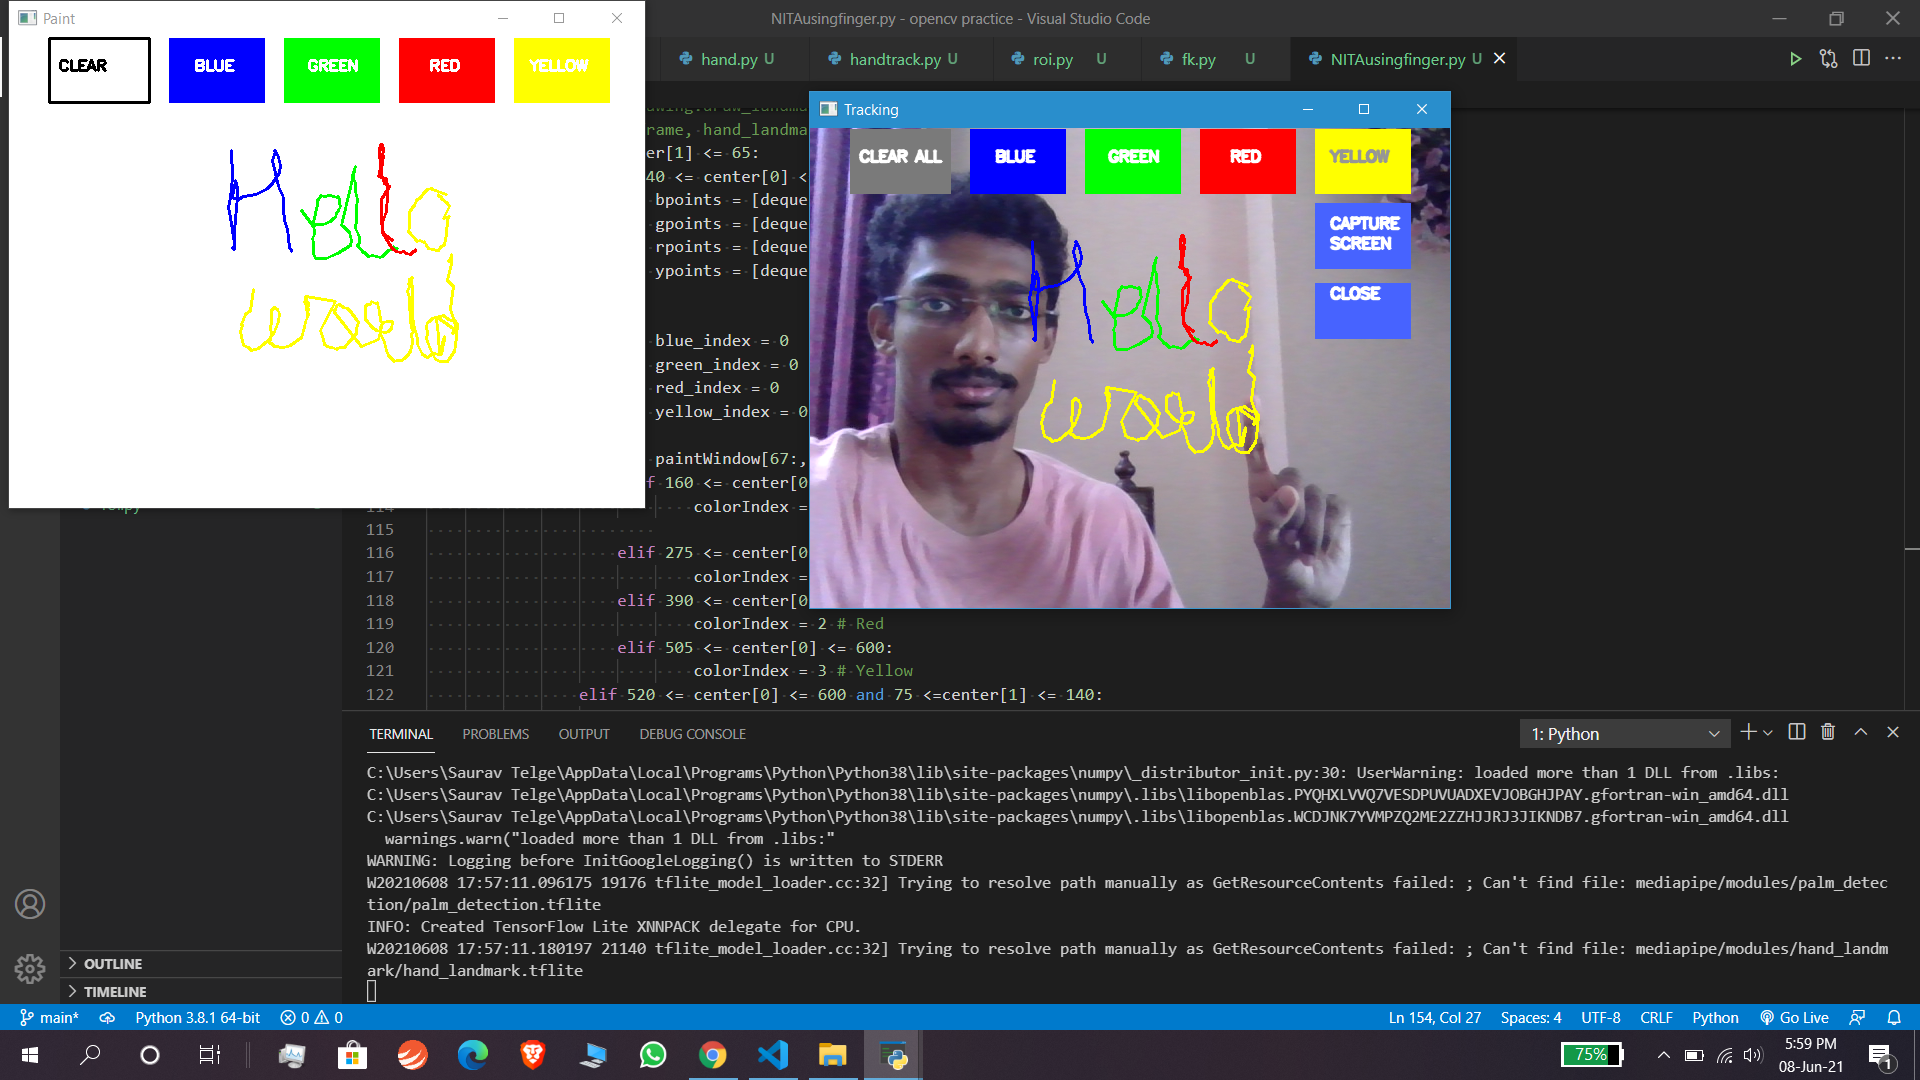 Paint
NITAusingfinger.py - opencv practice - Visual Studio Code
CLEAR BLUE GREEN RED YELLOW
hand.py U handtrack.py U roi.py U fk.py U NITAusingfinger.py U
Hello
world
Tracking
CLEAR ALL BLUE GREEN RED YELLOW
CAPTURE
SCREEN
CLOSE
Hello
world
rame, hand_landma
er[1] <= 65:
40 <= center[0] <
bpoints = [deque
gpoints = [deque
rpoints = [deque
ypoints = [deque
blue_index = 0
green_index = 0
red_index = 0
yellow_index = 0
paintWindow[67:,
f 160 <= center[0
114 colorIndex =
115
116 elif 275 <= center[0
117 colorIndex =
118 elif 390 <= center[0
119 colorIndex = 2 # Red
120 elif 505 <= center[0] <= 600:
121 colorIndex = 3 # Yellow
122 elif 520 <= center[0] <= 600 and 75 <=center[1] <= 140:
TERMINAL PROBLEMS OUTPUT DEBUG CONSOLE 1: Python
C:\Users\Saurav Telge\AppData\Local\Programs\Python\Python38\lib\site-packages\numpy\_distributor_init.py:30: UserWarning: loaded more than 1 DLL from .libs:
C:\Users\Saurav Telge\AppData\Local\Programs\Python\Python38\lib\site-packages\numpy\.libs\libopenblas.PYQHXLVVQ7VESDPUVUADXEVJOBGHJPAY.gfortran-win_amd64.dll
C:\Users\Saurav Telge\AppData\Local\Programs\Python\Python38\lib\site-packages\numpy\.libs\libopenblas.WCDJNK7YVMPZQ2ME2ZZHJJRJ3JIKNDB7.gfortran-win_amd64.dll
warnings.warn("loaded more than 1 DLL from .libs:"
WARNING: Logging before InitGoogleLogging() is written to STDERR
W20210608 17:57:11.096175 19176 tflite_model_loader.cc:32] Trying to resolve path manually as GetResourceContents failed: ; Can't find file: mediapipe/modules/palm_detec
tion/palm_detection.tflite
INFO: Created TensorFlow Lite XNNPACK delegate for CPU.
W20210608 17:57:11.180197 21140 tflite_model_loader.cc:32] Trying to resolve path manually as GetResourceContents failed: ; Can't find file: mediapipe/modules/hand_landm
ark/hand_landmark.tflite
OUTLINE
TIMELINE
main* Python 3.8.1 64-bit 0 0 Ln 154, Col 27 Spaces: 4 UTF-8 CRLF Python Go Live
75% 5:59 PM
08-Jun-21 1